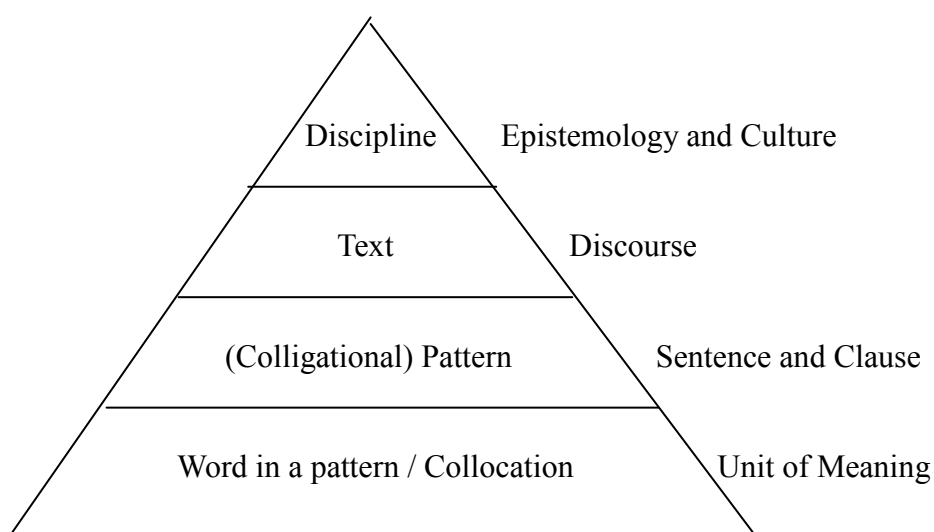 Discipline Epistemology and Culture
Text Discourse
(Colligational) Pattern Sentence and Clause
Word in a pattern / Collocation Unit of Meaning